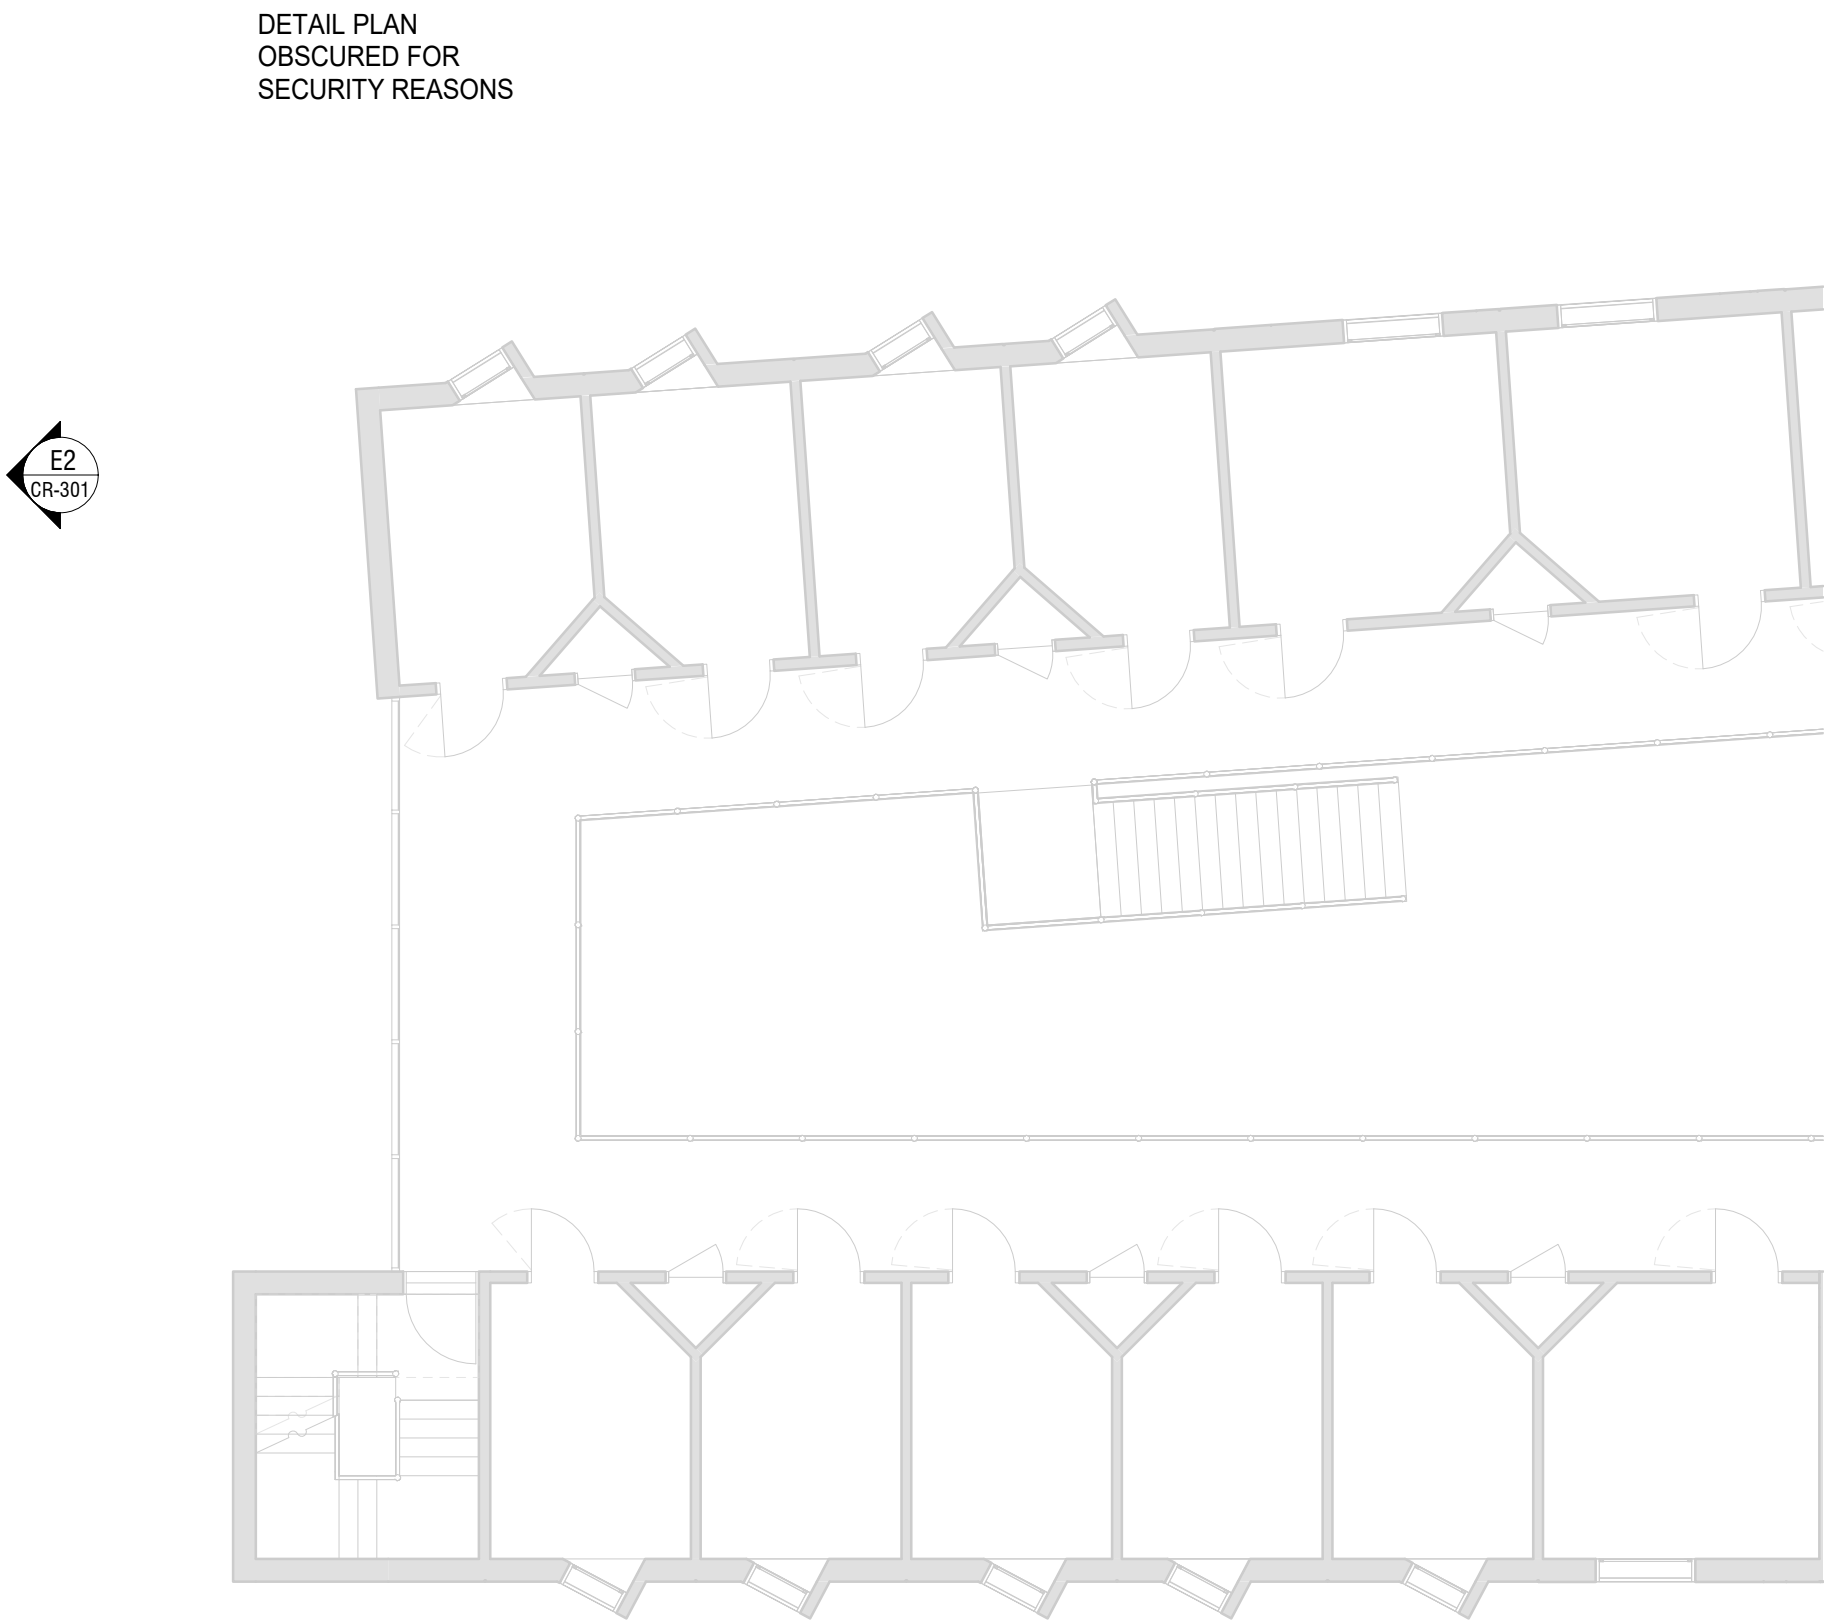 DETAIL PLAN
OBSCURED FOR
SECURITY REASONS
E2
CR-301